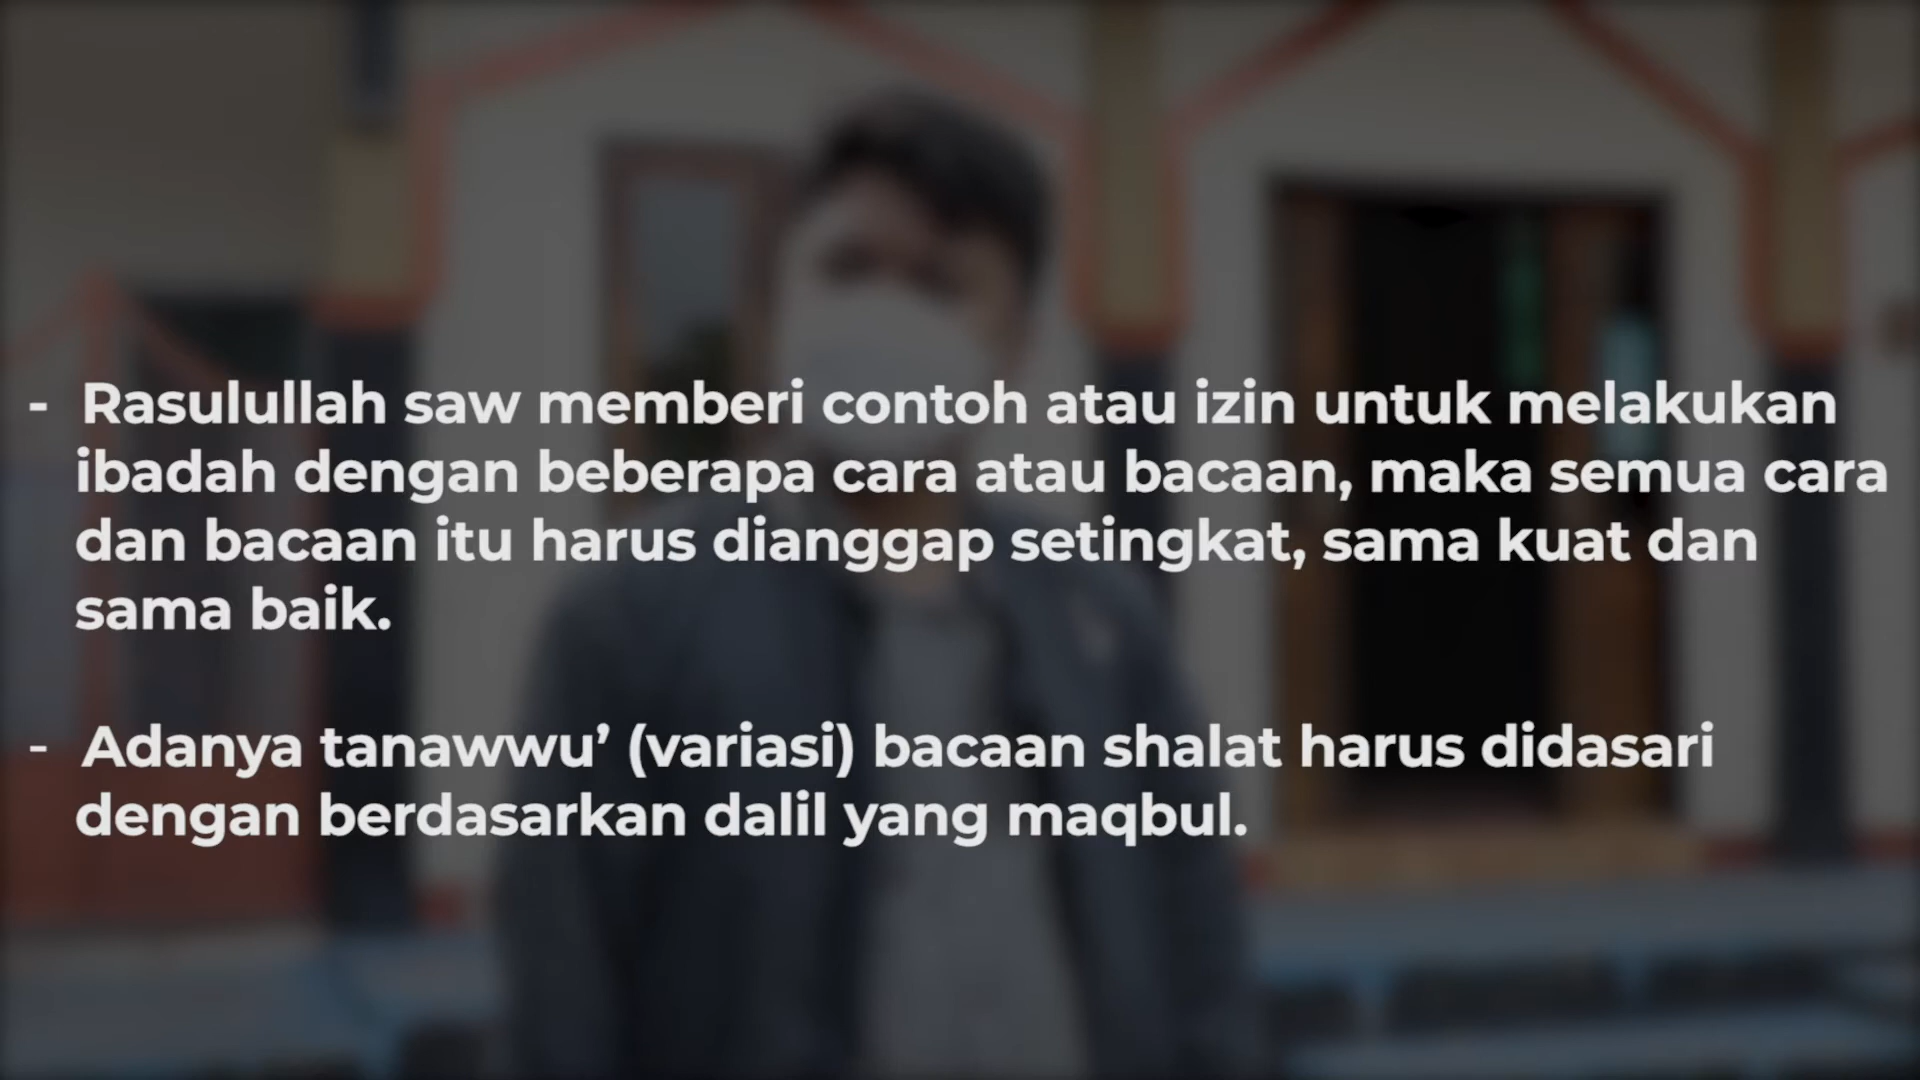 - Rasulullah saw memberi contoh atau izin untuk melakukan
ibadah dengan beberapa cara atau bacaan, maka semua cara
dan bacaan itu harus dianggap setingkat, sama kuat dan
sama baik.
- Adanya tanawwu’ (variasi) bacaan shalat harus didasari
dengan berdasarkan dalil yang maqbul.